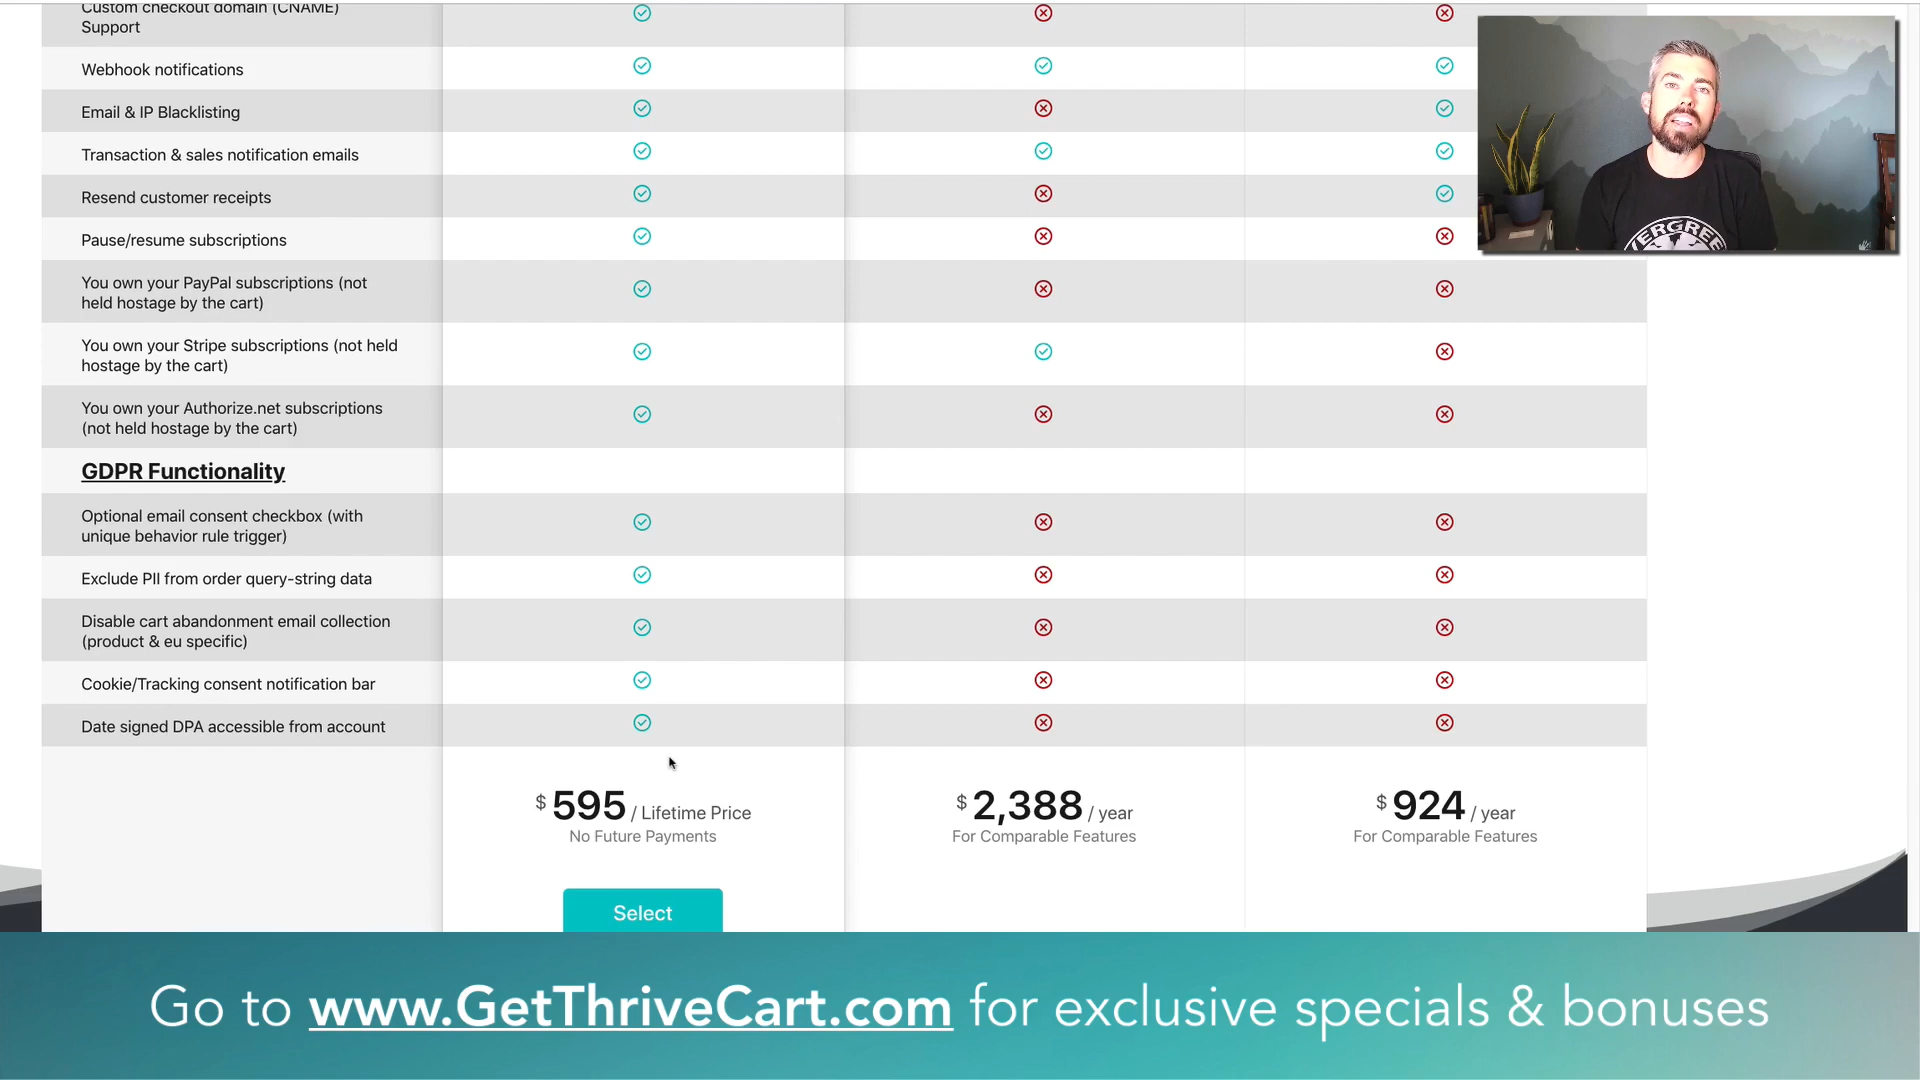 Custom checkout domain (CNAME)
Support
Webhook notifications
Email & IP Blacklisting
Transaction & sales notification emails
Resend customer receipts
Pause/resume subscriptions
You own your PayPal subscriptions (not
held hostage by the cart)
You own your Stripe subscriptions (not held
hostage by the cart)
You own your Authorize.net subscriptions
(not held hostage by the cart)
GDPR Functionality
Optional email consent checkbox (with
unique behavior rule trigger)
Exclude PII from order query-string data
Disable cart abandonment email collection
(product & eu specific)
Cookie/Tracking consent notification bar
Date signed DPA accessible from account
$ 595 / Lifetime Price
No Future Payments
Select
$ 2,388 / year
For Comparable Features
$ 924 / year
For Comparable Features
Go to www.GetThriveCart.com for exclusive specials & bonuses